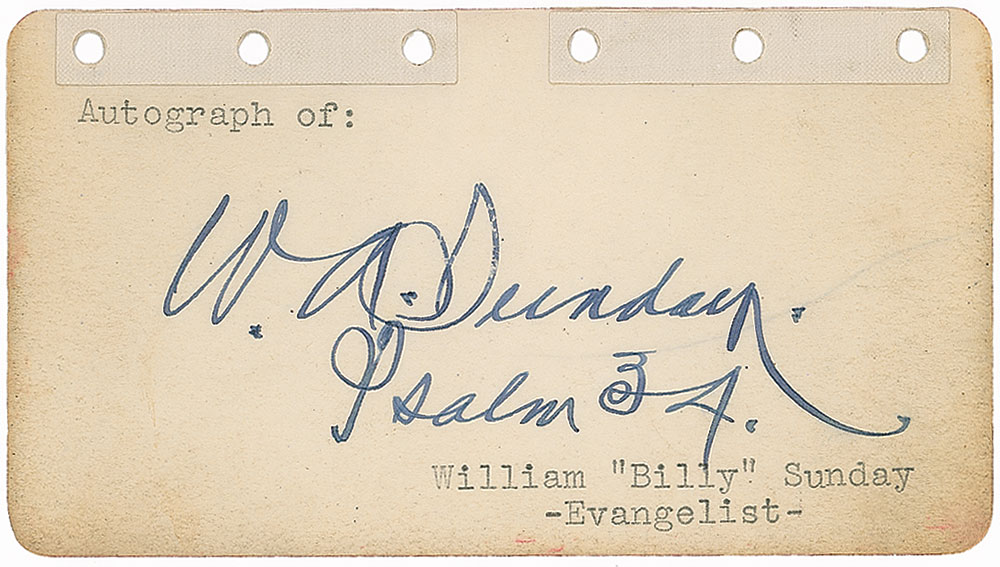 Autograph of:
W. A. Sunday.
Psalm 34.
William "Billy" Sunday
-Evangelist-